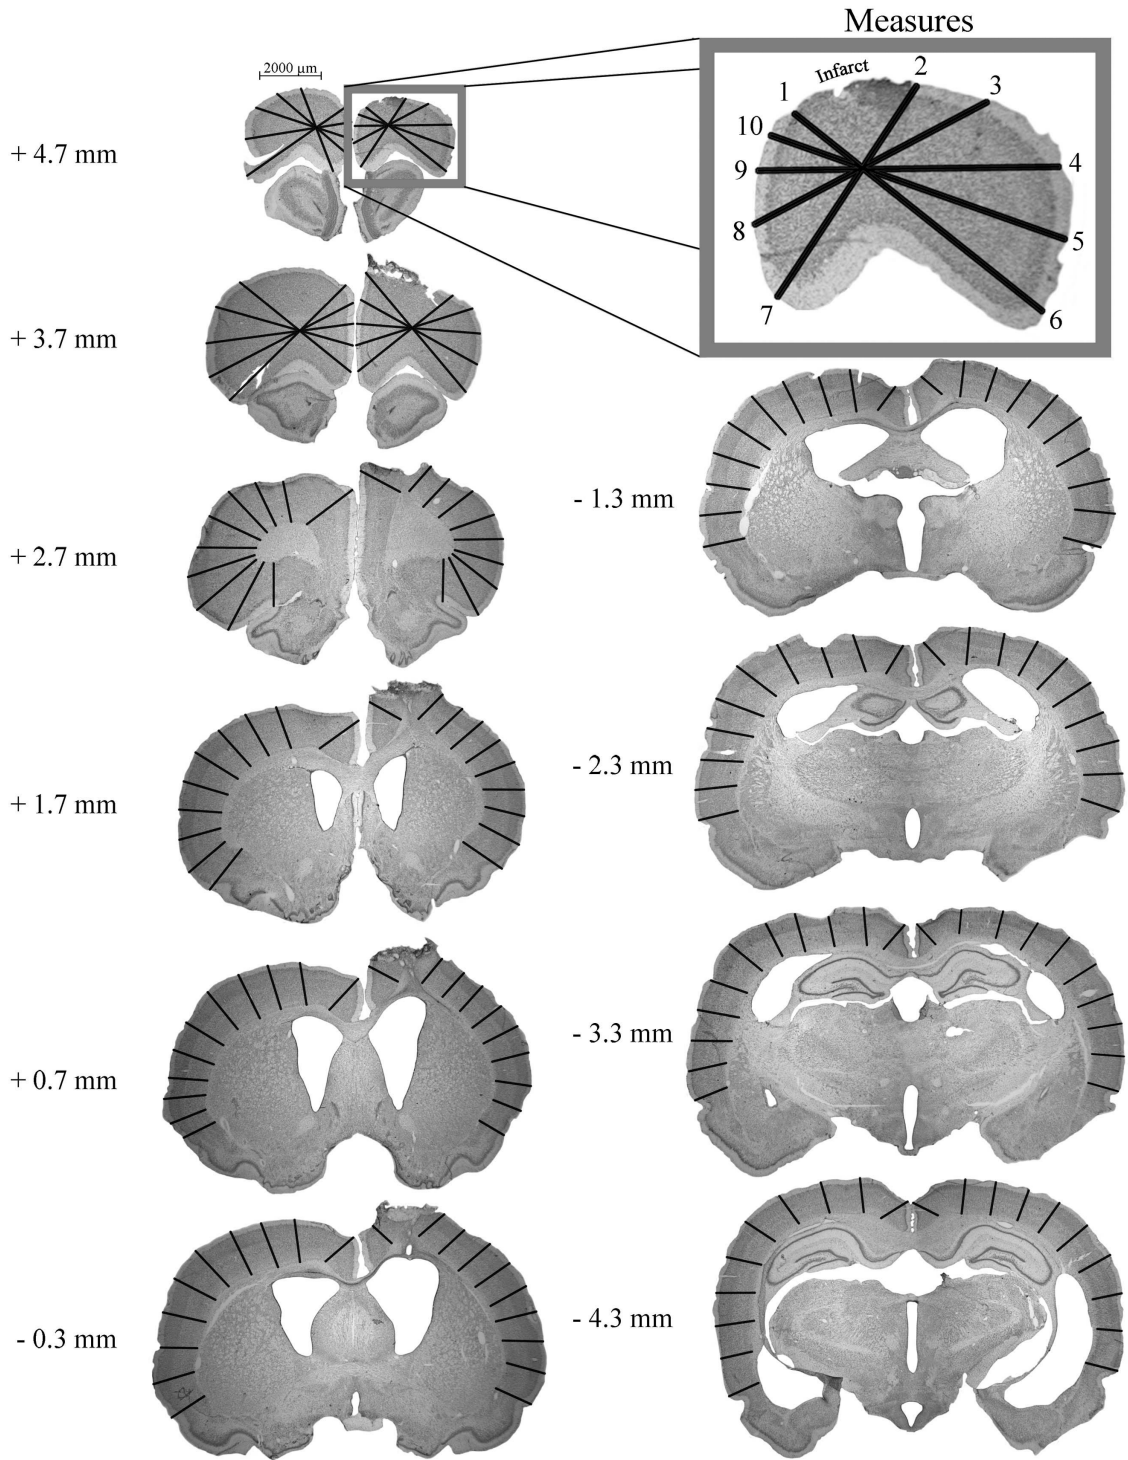 Measures
2000 µm
Infarct
1
2
3
10
9
4
8
5
7
6
+ 4.7 mm
+ 3.7 mm
+ 2.7 mm
+ 1.7 mm
+ 0.7 mm
- 0.3 mm
- 1.3 mm
- 2.3 mm
- 3.3 mm
- 4.3 mm